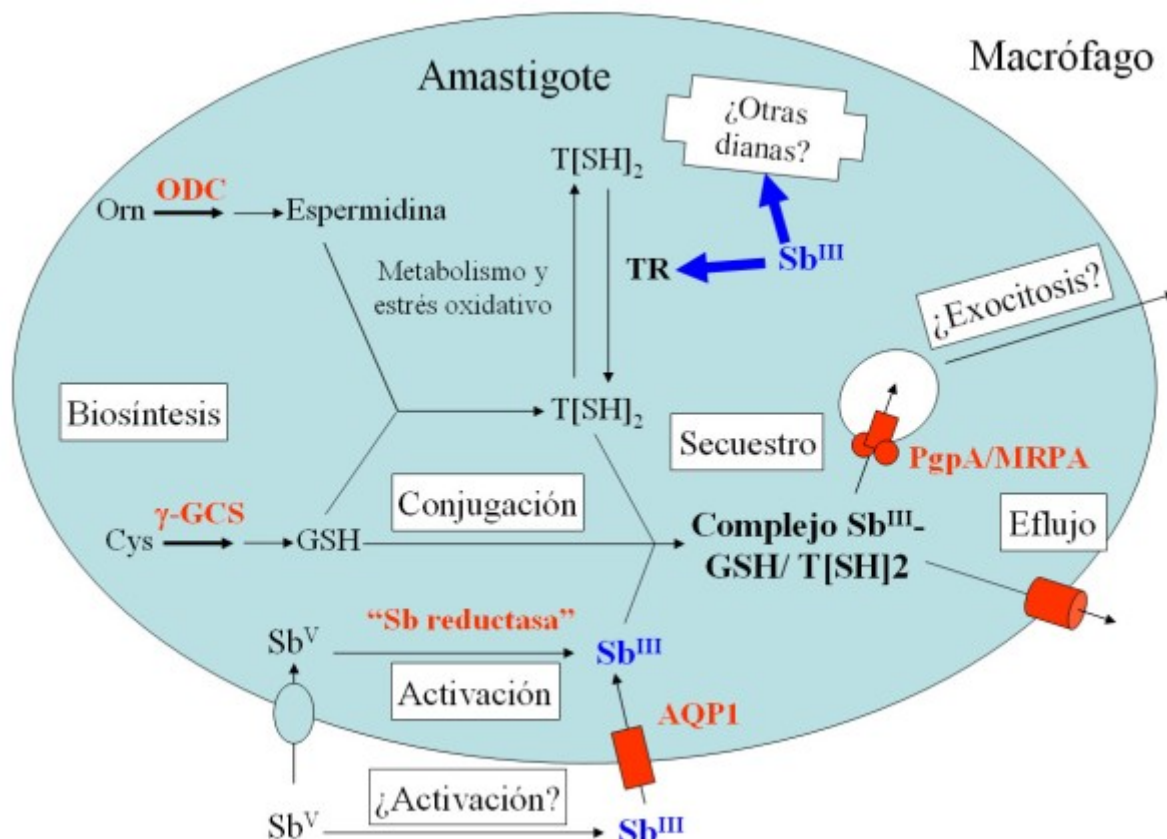 Macrófago
Amastigote
¿Otras
dianas?
T[SH]₂
ODC
Orn
Espermidina
Sbᴵᴵᴵ
TR
Metabolismo y
estrés oxidativo
¿Exocitosis?
Biosíntesis
T[SH]₂
Secuestro
PgpA/MRPA
γ-GCS
Conjugación
Cys
GSH
Complejo Sbᴵᴵᴵ-
GSH/ T[SH]2
Eflujo
“Sb reductasa”
Sbⱽ
Sbᴵᴵᴵ
Activación
AQP1
¿Activación?
Sbⱽ
Sbᴵᴵᴵ